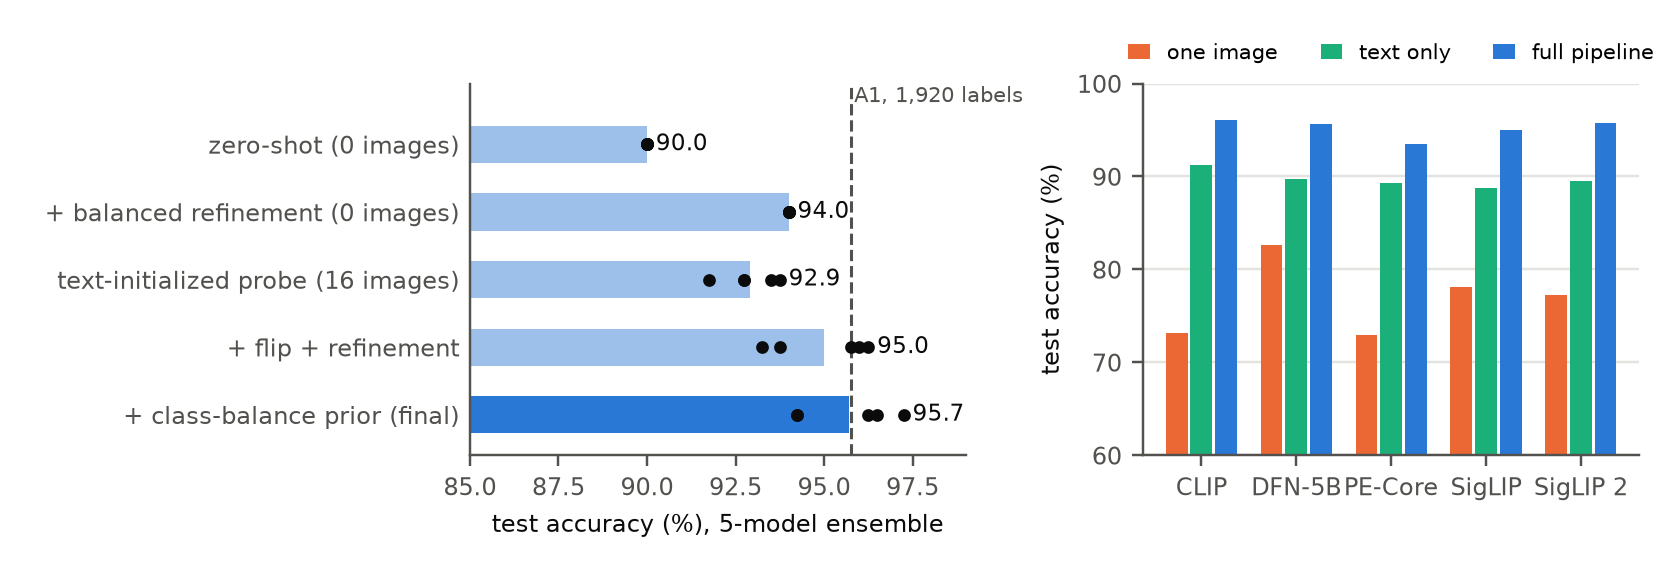 A1, 1,920 labels
zero-shot (0 images)
90.0
+ balanced refinement (0 images)
94.0
text-initialized probe (16 images)
92.9
+ flip + refinement
95.0
+ class-balance prior (final)
95.7
85.0 87.5 90.0 92.5 95.0 97.5
test accuracy (%), 5-model ensemble
one image text only full pipeline
test accuracy (%)
100
90
80
70
60
CLIP DFN-5B PE-Core SigLIP SigLIP 2